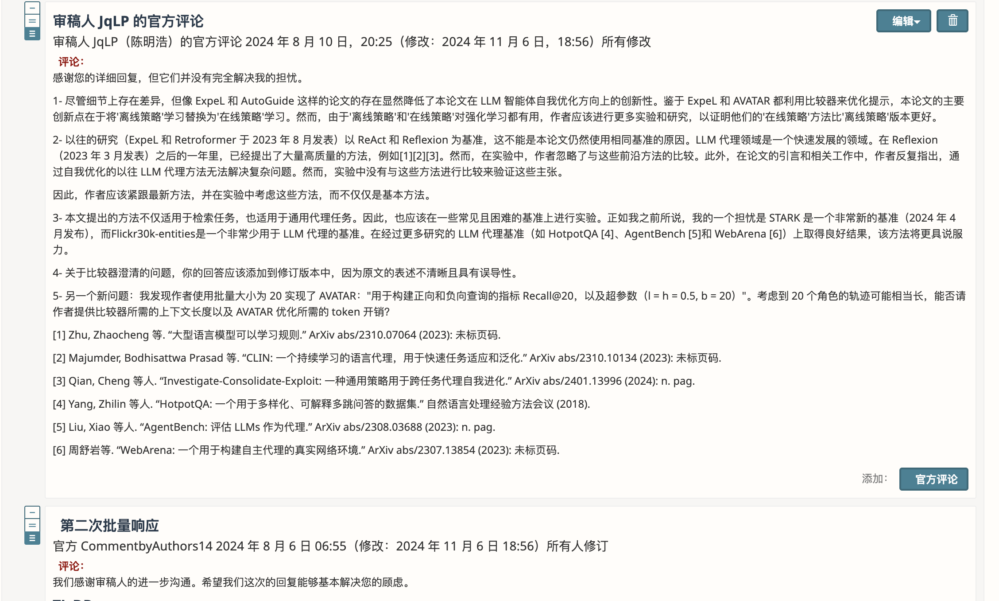 审稿人 JqLP 的官方评论
编辑
审稿人 JqLP（陈明浩）的官方评论 2024 年 8 月 10 日，20:25（修改：2024 年 11 月 6 日，18:56）所有修改
评论：
感谢您的详细回复，但它们并没有完全解决我的担忧。
1- 尽管细节上存在差异，但像 ExpeL 和 AutoGuide 这样的论文的存在显然降低了本论文在 LLM 智能体自我优化方向上的创新性。鉴于 ExpeL 和 AVATAR 都利用比较器来优化提示，本论文的主要
创新点在于将'离线策略'学习替换为'在线策略'学习。然而，由于'离线策略'和'在线策略'对强化学习都有用，作者应该进行更多实验和研究，以证明他们的'在线策略'方法比'离线策略'版本更好。
2- 以往的研究（ExpeL 和 Retroformer 于 2023 年 8 月发表）以 ReAct 和 Reflexion 为基准，这不能是本论文仍然使用相同基准的原因。LLM 代理领域是一个快速发展的领域。在 Reflexion
（2023 年 3 月发表）之后的一年里，已经提出了大量高质量的方法，例如[1][2][3]。然而，在实验中，作者忽略了与这些前沿方法的比较。此外，在论文的引言和相关工作中，作者反复指出，通
过自我优化的以往 LLM 代理方法无法解决复杂问题。然而，实验中没有与这些方法进行比较来验证这些主张。
因此，作者应该紧跟最新方法，并在实验中考虑这些方法，而不仅仅是基本方法。
3- 本文提出的方法不仅适用于检索任务，也适用于通用代理任务。因此，也应该在一些常见且困难的基准上进行实验。正如我之前所说，我的一个担忧是 STARK 是一个非常新的基准（2024 年 4
月发布），而Flickr30k-entities是一个非常少用于 LLM 代理的基准。在经过更多研究的 LLM 代理基准（如 HotpotQA [4]、AgentBench [5]和 WebArena [6]）上取得良好结果，该方法将更具说服
力。
4- 关于比较器澄清的问题，你的回答应该添加到修订版本中，因为原文的表述不清晰且具有误导性。
5- 另一个新问题：我发现作者使用批量大小为 20 实现了 AVATAR："用于构建正向和负向查询的指标 Recall@20，以及超参数（l = h = 0.5, b = 20）"。考虑到 20 个角色的轨迹可能相当长，能否请
作者提供比较器所需的上下文长度以及 AVATAR 优化所需的 token 开销？
[1] Zhu, Zhaocheng 等. “大型语言模型可以学习规则.” ArXiv abs/2310.07064 (2023): 未标页码.
[2] Majumder, Bodhisattwa Prasad 等. “CLIN: 一个持续学习的语言代理，用于快速任务适应和泛化.” ArXiv abs/2310.10134 (2023): 未标页码.
[3] Qian, Cheng 等人. “Investigate-Consolidate-Exploit: 一种通用策略用于跨任务代理自我进化.” ArXiv abs/2401.13996 (2024): n. pag.
[4] Yang, Zhilin 等人. “HotpotQA: 一个用于多样化、可解释多跳问答的数据集.” 自然语言处理经验方法会议 (2018).
[5] Liu, Xiao 等人. “AgentBench: 评估 LLMs 作为代理.” ArXiv abs/2308.03688 (2023): n. pag.
[6] 周舒岩等. “WebArena: 一个用于构建自主代理的真实网络环境.” ArXiv abs/2307.13854 (2023): 未标页码.
添加：
官方评论
第二次批量响应
官方 CommentbyAuthors14 2024 年 8 月 6 日 06:55（修改：2024 年 11 月 6 日 18:56）所有人修订
评论：
我们感谢审稿人的进一步沟通。希望我们这次的回复能够基本解决您的顾虑。